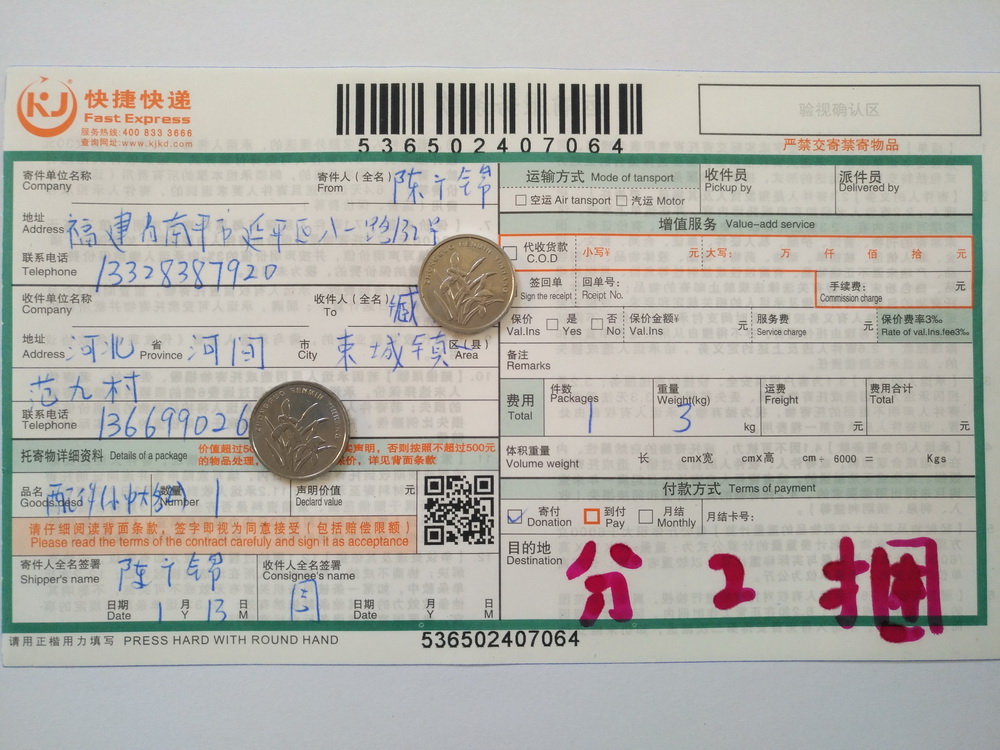 KJ 快捷快递
Fast Express
服务热线:400 833 3666
查询网址:www.kjkd.com
536502407064
验视确认区
严禁交寄禁寄物品
寄件单位名称
Company
寄件人（全名）
From
陈
地址
Address
福建省南平市延平区八一路132号
联系电话
Telephone
13328387920
收件单位名称
Company
收件人（全名）
To
臧
地址
Address
河北 省 Province 河间 市 City 束城镇 区（县） Area
范九村
联系电话
Telephone
136699026
托寄物详细资料 Details of a package
价值超过50 声明，否则按照不超过500元
的物品处理， 保价，详见背面条款
品名
Goods desd
配件
数量
Number
1
声明价值
Declard value
元
请仔细阅读背面条款，签字即视为同意接受（包括赔偿限额）
Please read the terms of the contract carefuly and sign it as acceptance
寄件人全名签署
Shipper's name
陈
日期 Date 1 月 Y 13 日 M
收件人全名签署
Consignee's name
日期 Date 月 Y 日 M
运输方式 Mode of tansport
空运 Air tansport 汽运 Motor
收件员
Pickup by
派件员
Delivered by
增值服务 Value–add service
代收货款
C.O.D
小写¥ 元 大写： 万 仟 佰 拾 元
签回单
Sign the receipt
回单号：
Rceipt No.
手续费：
Commission charge
元
保价
Val.Ins
是
Yes
否
No
保价金额¥
Val.Ins
元
服务费
Service charge
元
保价费率3‰
Rate of val.Ins.fee3‰
备注
Remarks
费用
Total
件数
Packages
1
重量
Weight(kg)
3
kg
运费
Freight
元
费用合计
Total
元
体积重量
Volume weight
长 cm×宽 cm×高 cm÷ 6000 = Kgs
付款方式 Terms of payment
寄付
Donation
到付
Pay
月结
Monthly
月结卡号：
目的地
Destination
分 2 捆
请用正楷用力填写 PRESS HARD WITH ROUND HAND
536502407064